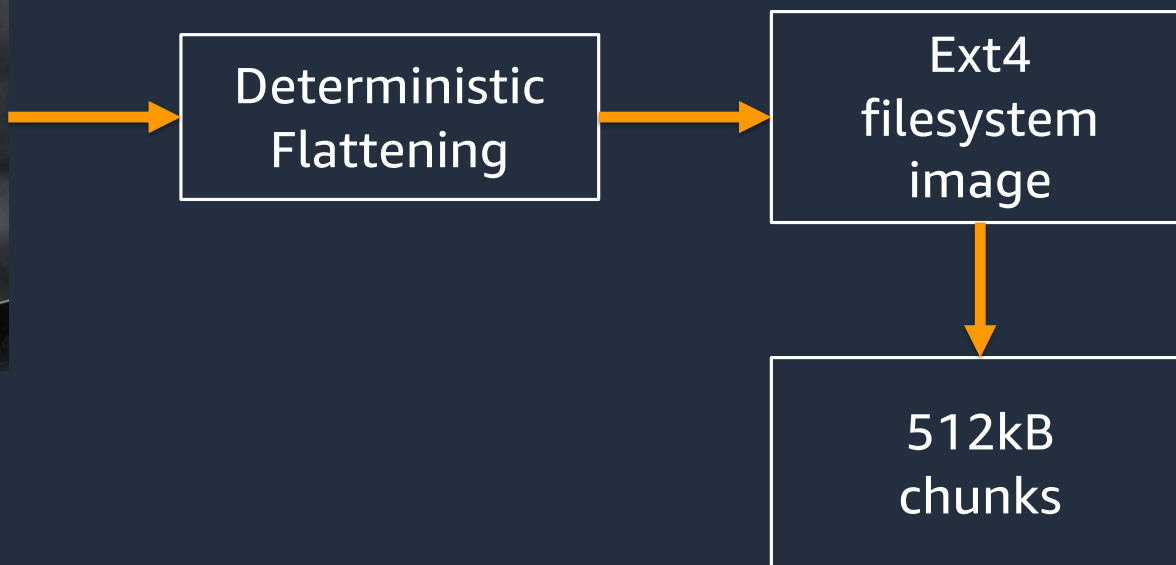 Deterministic
Flattening
Ext4
filesystem
image
512kB
chunks